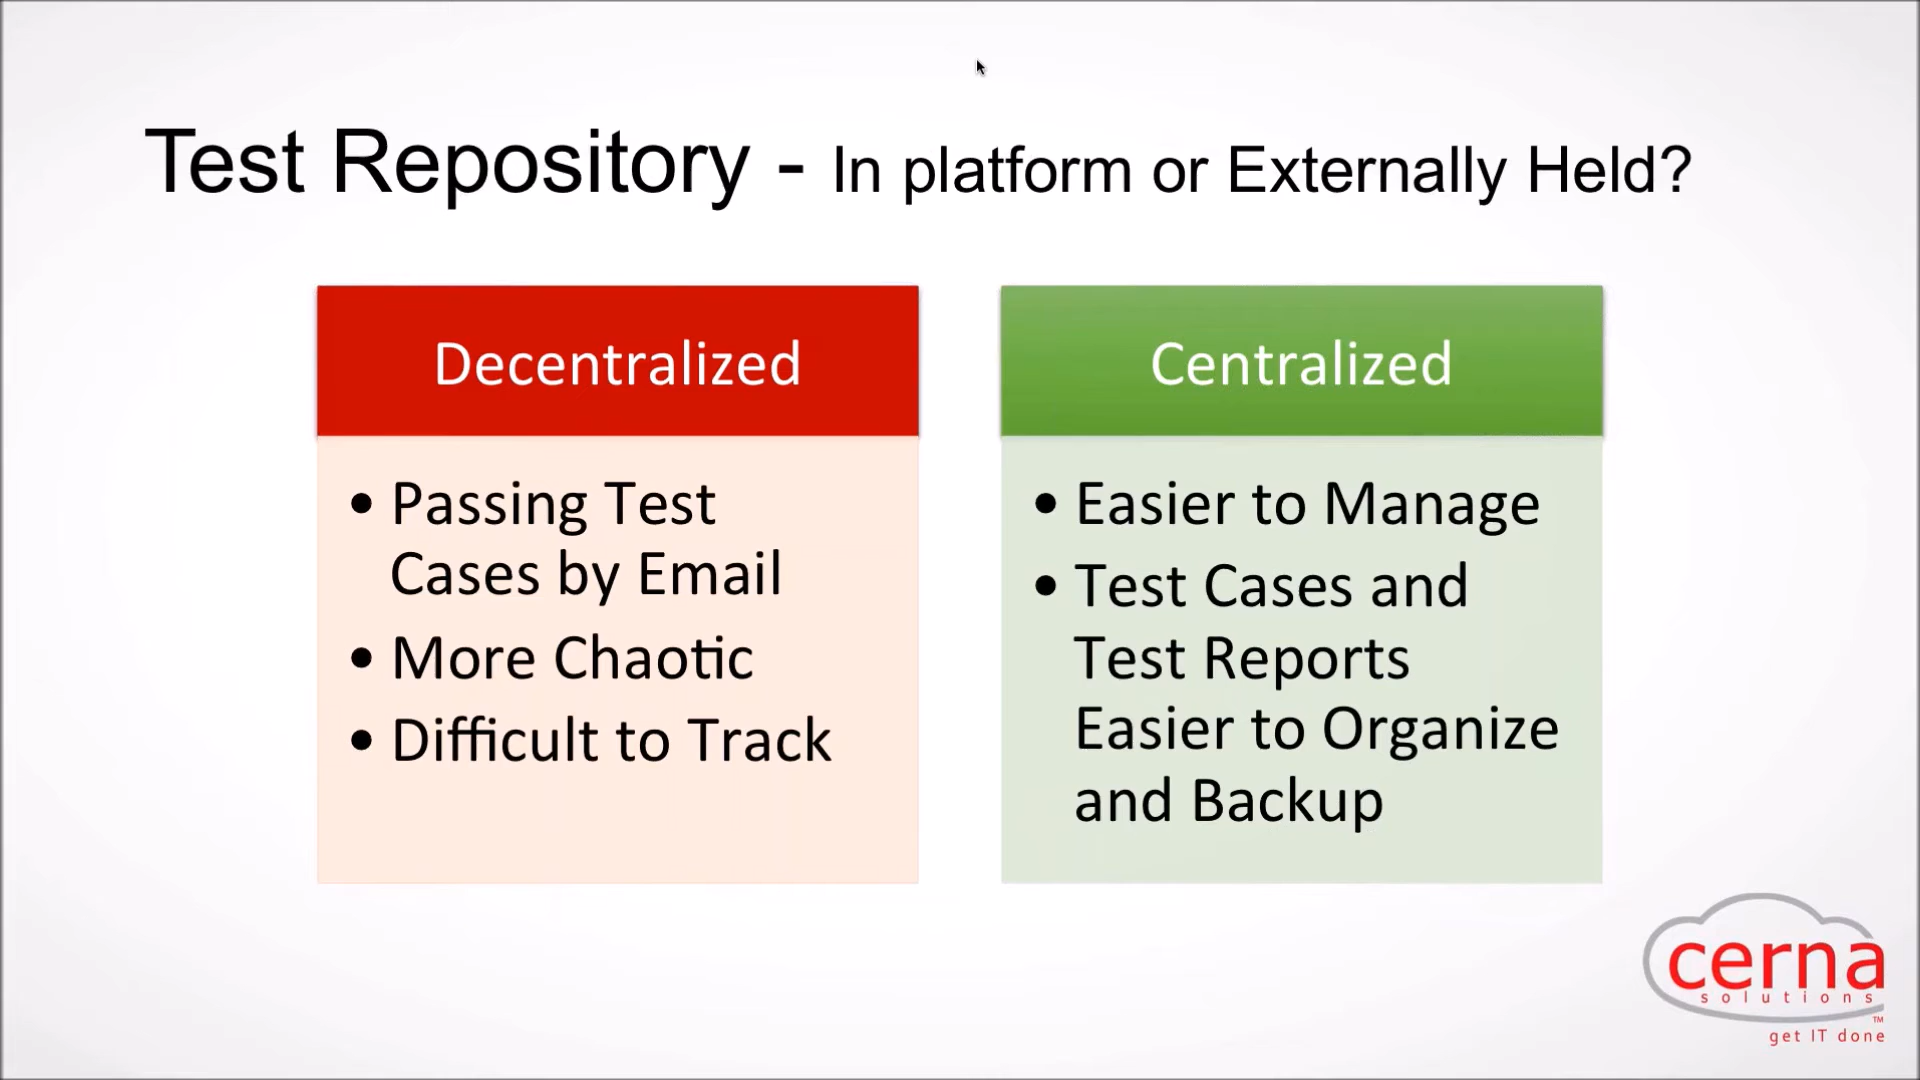 Test Repository - In platform or Externally Held?
Decentralized
• Passing Test
Cases by Email
• More Chaotic
• Difficult to Track
Centralized
• Easier to Manage
• Test Cases and
Test Reports
Easier to Organize
and Backup
cerna
solutions
™
get IT done